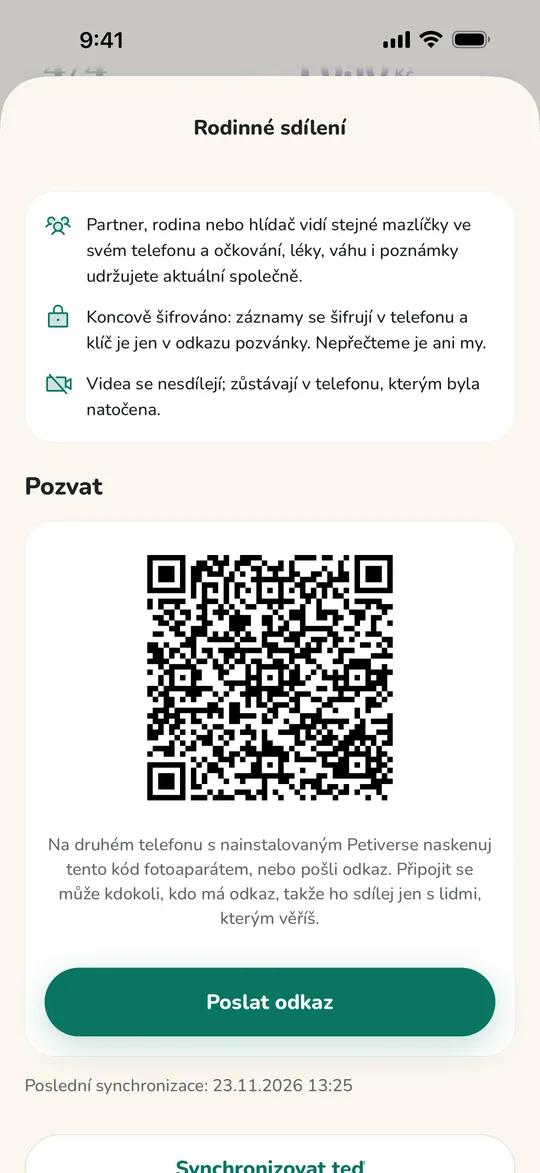 9:41
Kč
Rodinné sdílení
Partner, rodina nebo hlídač vidí stejné mazlíčky ve
svém telefonu a očkování, léky, váhu i poznámky
udržujete aktuální společně.
Koncově šifrováno: záznamy se šifrují v telefonu a
klíč je jen v odkazu pozvánky. Nepřečteme je ani my.
Videa se nesdílejí; zůstávají v telefonu, kterým byla
natočena.
Pozvat
Na druhém telefonu s nainstalovaným Petiverse naskenuj
tento kód fotoaparátem, nebo pošli odkaz. Připojit se
může kdokoli, kdo má odkaz, takže ho sdílej jen s lidmi,
kterým věříš.
Poslat odkaz
Poslední synchronizace: 23.11.2026 13:25
Synchronizovat teď